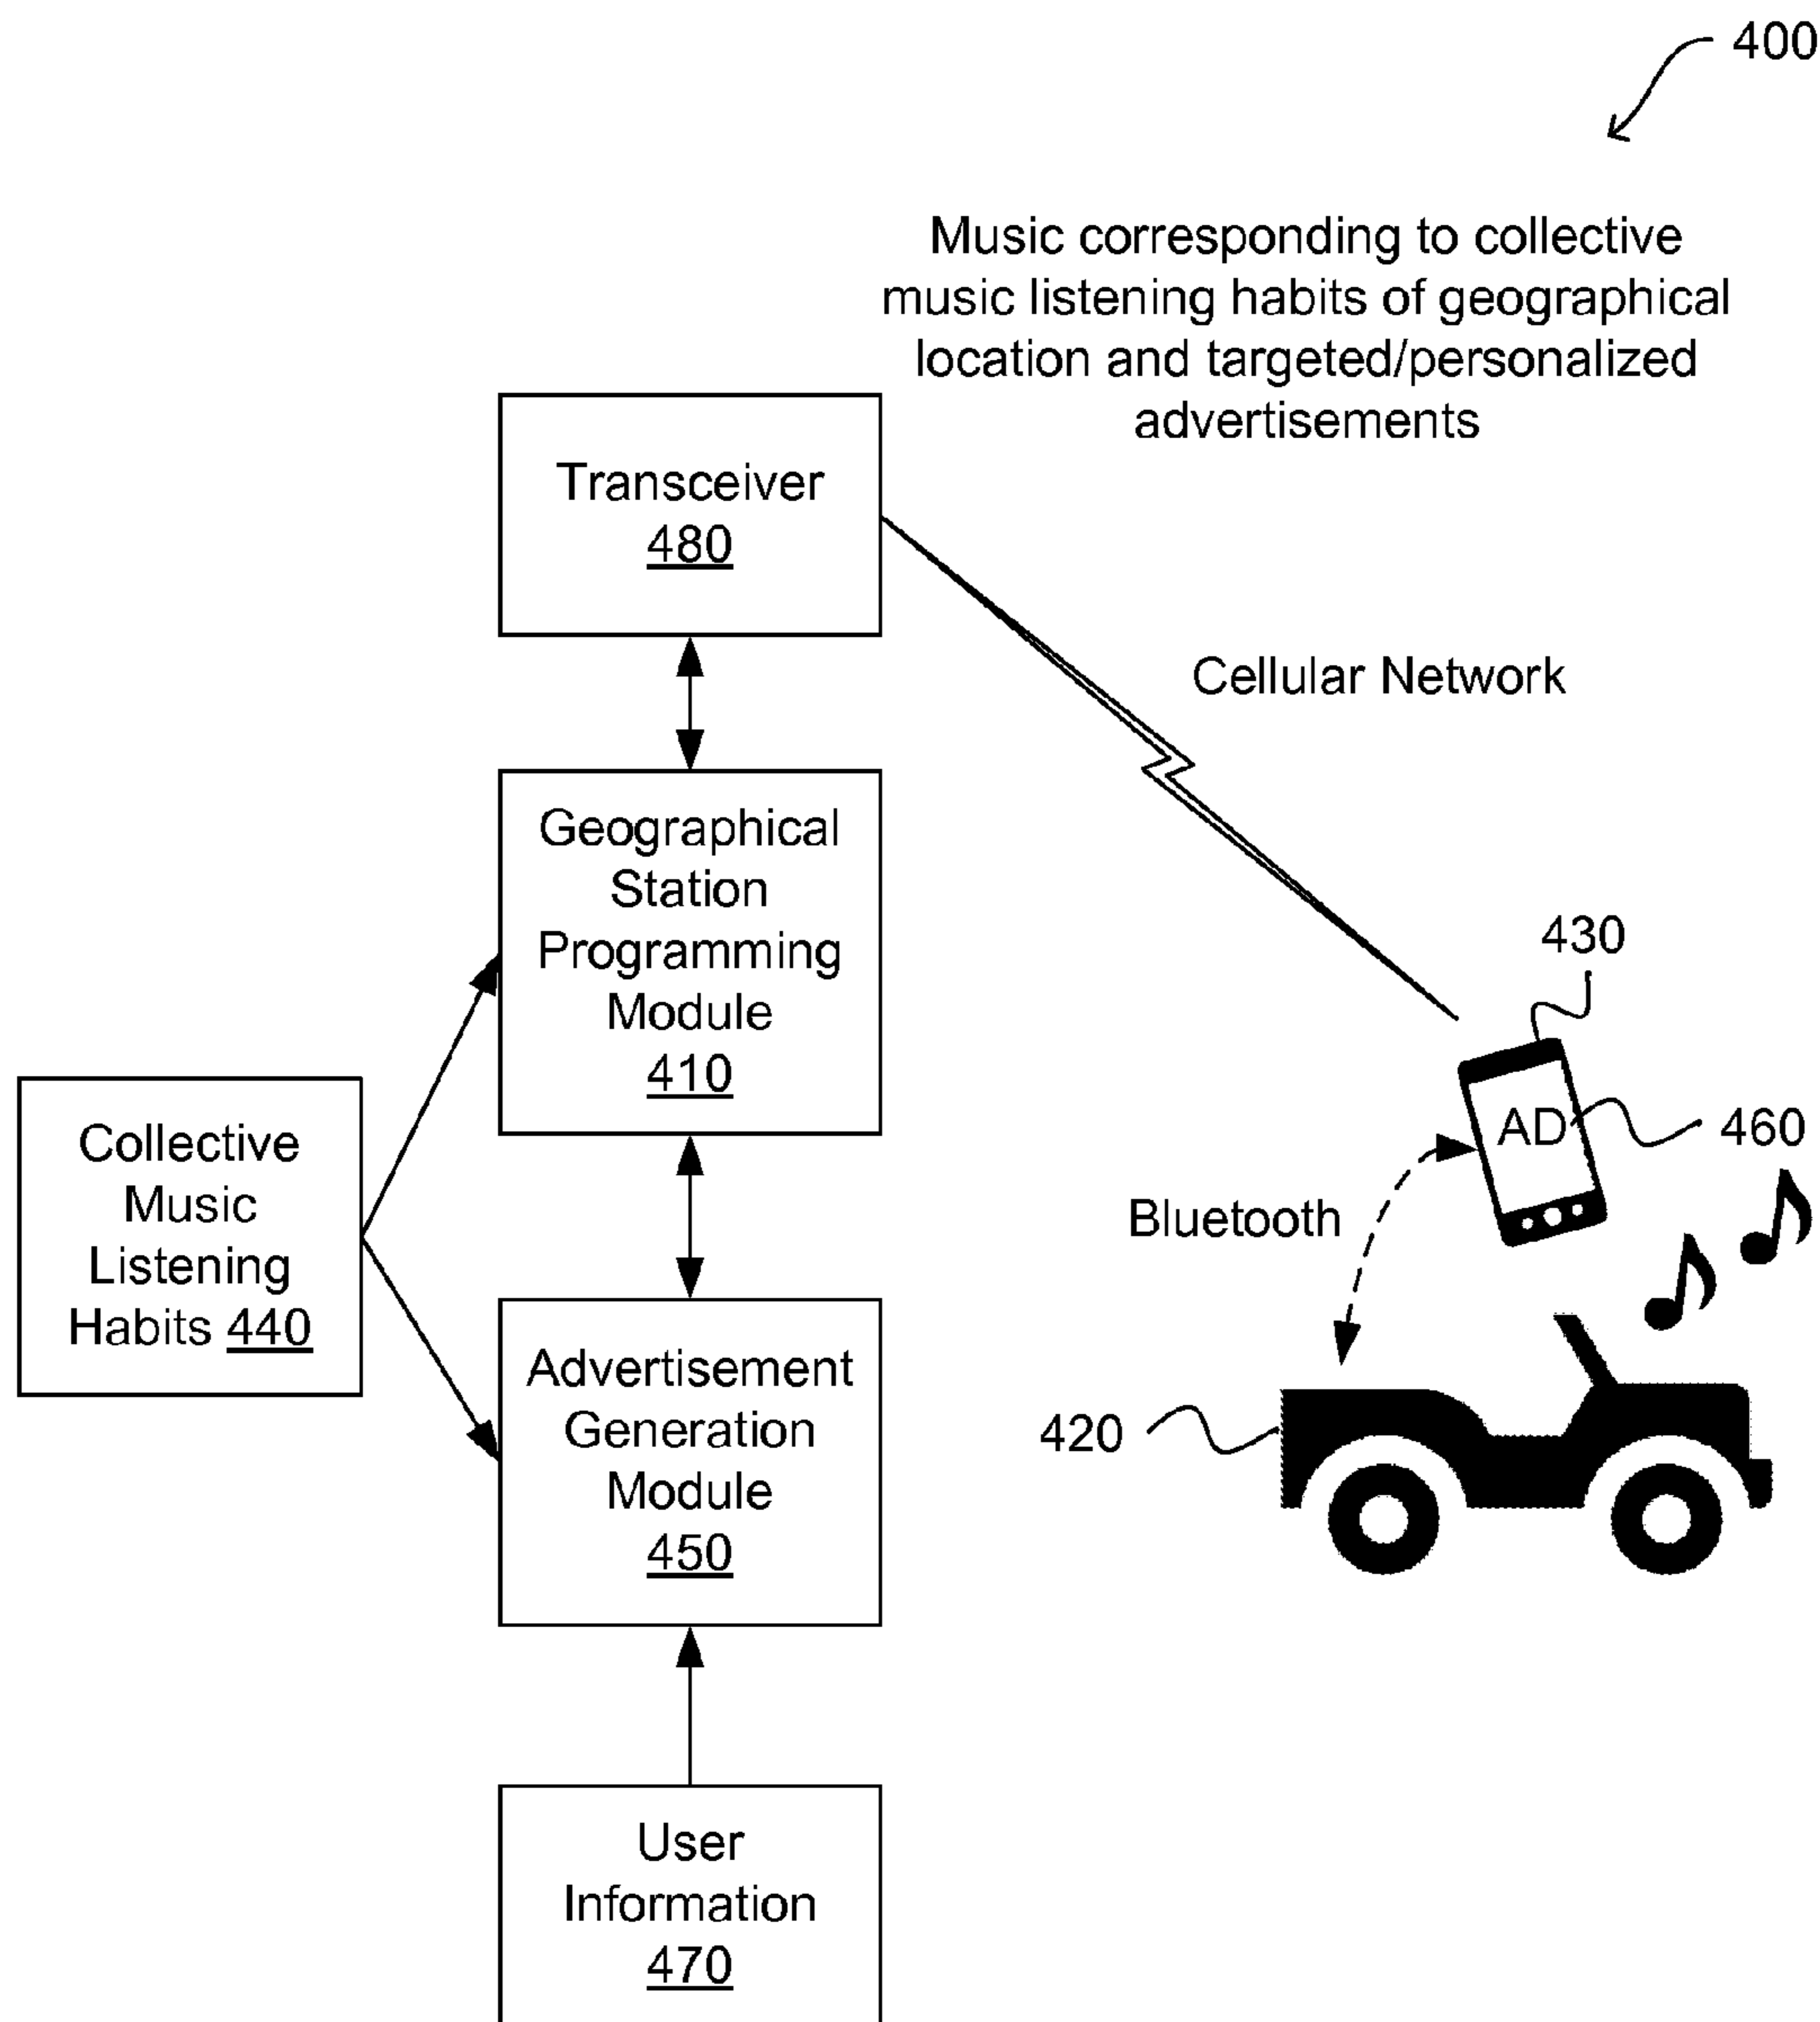 400
Music corresponding to collective
music listening habits of geographical
location and targeted/personalized
advertisements
Transceiver
480
Cellular Network
Geographical
Station
Programming
Module
410
430
AD
460
Collective
Music
Listening
Habits 440
Bluetooth
Advertisement
Generation
Module
450
420
User
Information
470